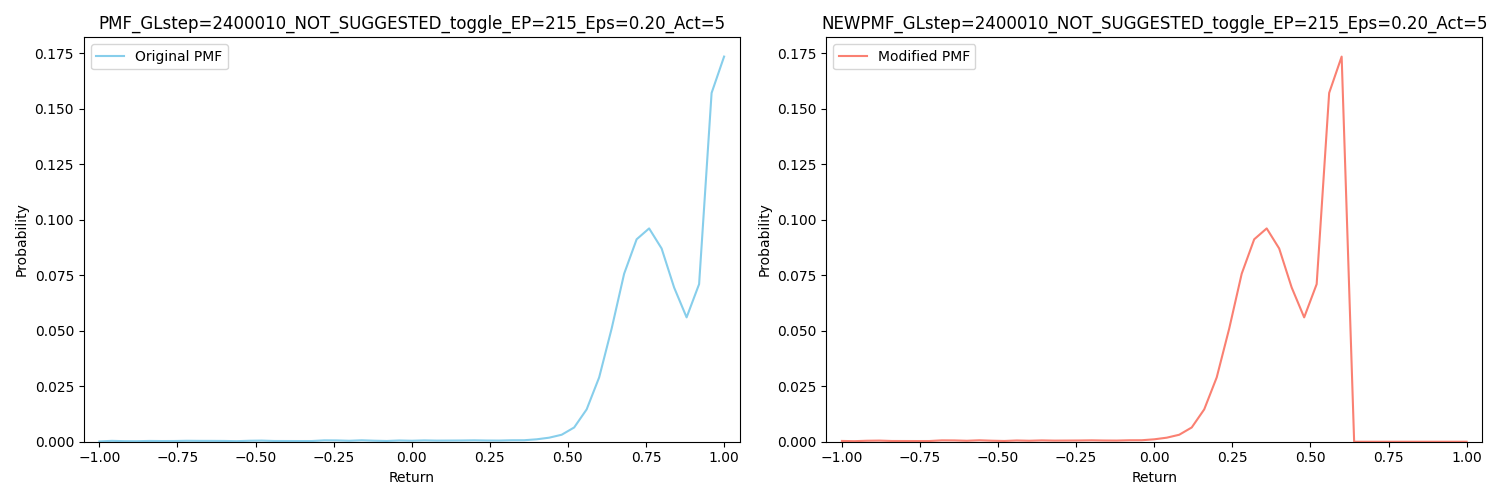 PMF_GLstep=2400010_NOT_SUGGESTED_toggle_EP=215_Eps=0.20_Act=5
Original PMF
0.175
0.150
0.125
0.100
0.075
0.050
0.025
0.000
Probability
−1.00 −0.75 −0.50 −0.25 0.00 0.25 0.50 0.75 1.00
Return
NEWPMF_GLstep=2400010_NOT_SUGGESTED_toggle_EP=215_Eps=0.20_Act=5
Modified PMF
0.175
0.150
0.125
0.100
0.075
0.050
0.025
0.000
Probability
−1.00 −0.75 −0.50 −0.25 0.00 0.25 0.50 0.75 1.00
Return